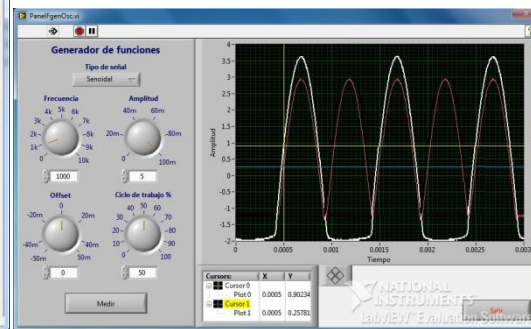 PanelFgenOsc.vi
Generador de funciones
Tipo de señal
Senoidal
Frecuencia
Amplitud
0 1k 2k 3k 4k 5k 6k 7k 8k 9k 10k
0 20m 40m 60m 80m 100m
1000
5
Offset
Ciclo de trabajo %
-50m -40m -20m 0 20m 40m 50m
0 10 20 30 40 50 60 70 80 90 100
0
50
Medir
Amplitud
4
3.5
3
2.5
2
1.5
1
0.5
0
-0.5
-1
-1.5
-2
0 0.0005 0.001 0.0015 0.002 0.0025 0.003
Tiempo
Cursors: X Y
Cursor 0
Plot 0 0.0005 0.90234
Cursor 1
Plot 1 0.0005 0.25781
NATIONAL
INSTRUMENTS
LabVIEW Evaluation Software
Salir